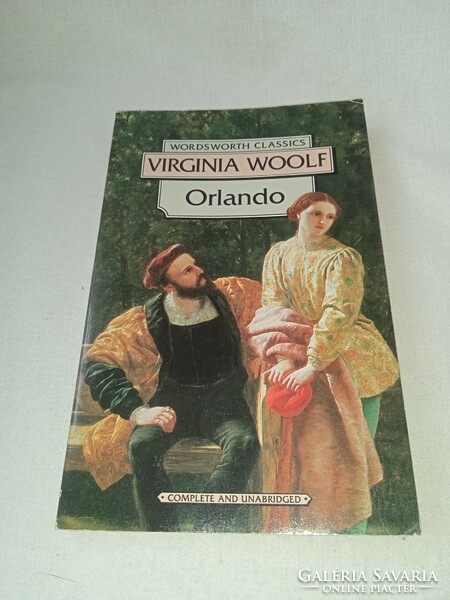 WORDSWORTH CLASSICS
VIRGINIA WOOLF
Orlando
· COMPLETE AND UNABRIDGED ·
GALÉRIA SAVARIA
ONLINE PIACTÉR